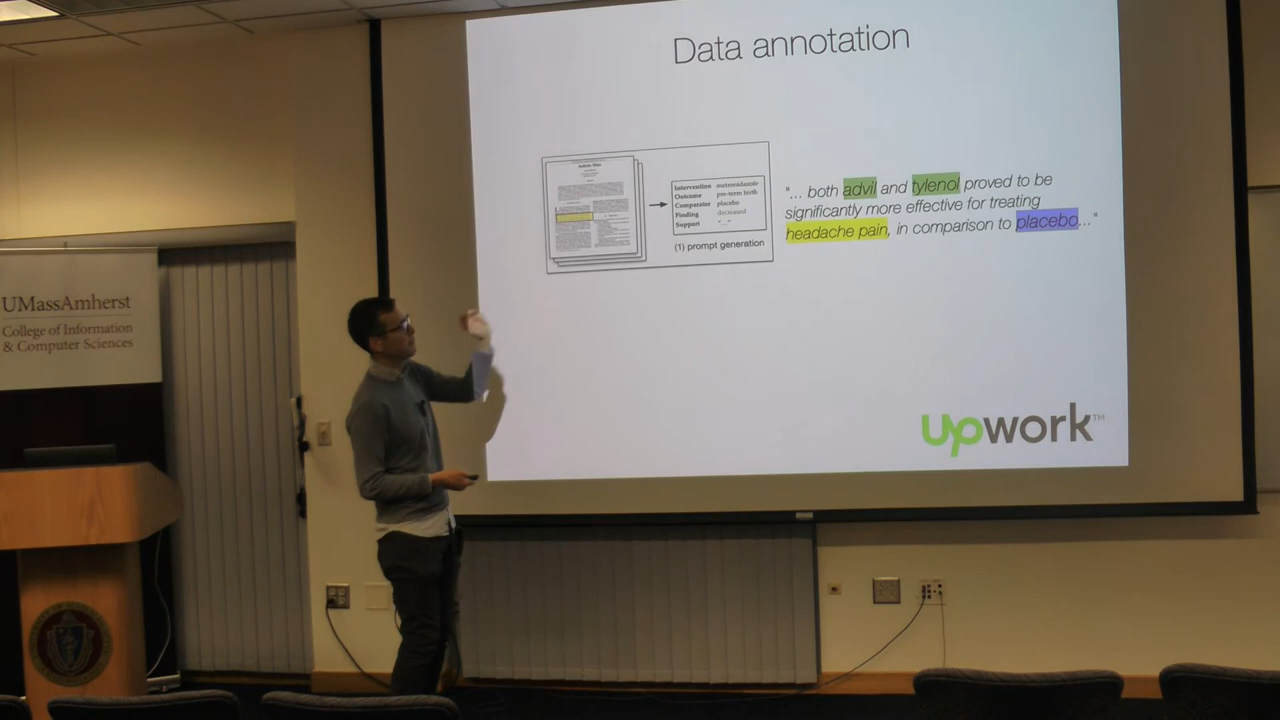 Data annotation
Article Title
Intervention metronidazole
Outcome pre-term birth
Comparator placebo
Finding decreased
Support "..."
(1) prompt generation
"... both advil and tylenol proved to be
significantly more effective for treating
headache pain, in comparison to placebo..."
upwork™
UMassAmherst
College of Information
& Computer Sciences